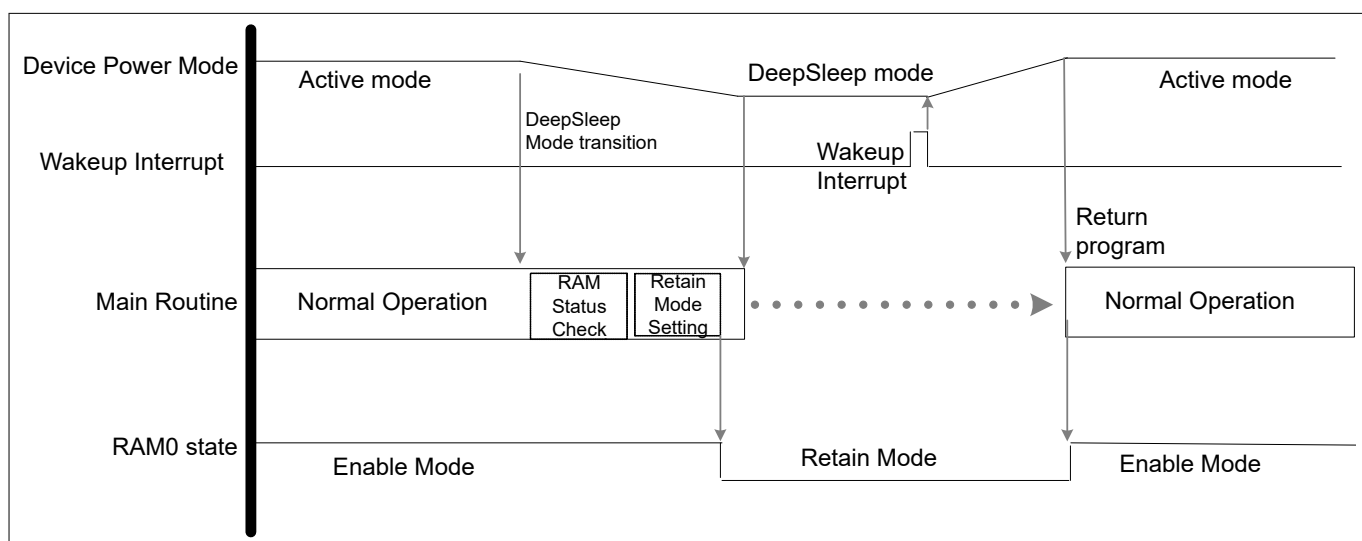 Device Power Mode
Active mode
DeepSleep mode
Active mode
DeepSleep
Mode transition
Wakeup Interrupt
Wakeup
Interrupt
Return
program
Main Routine
Normal Operation
RAM
Status
Check
Retain
Mode
Setting
Normal Operation
RAM0 state
Enable Mode
Retain Mode
Enable Mode